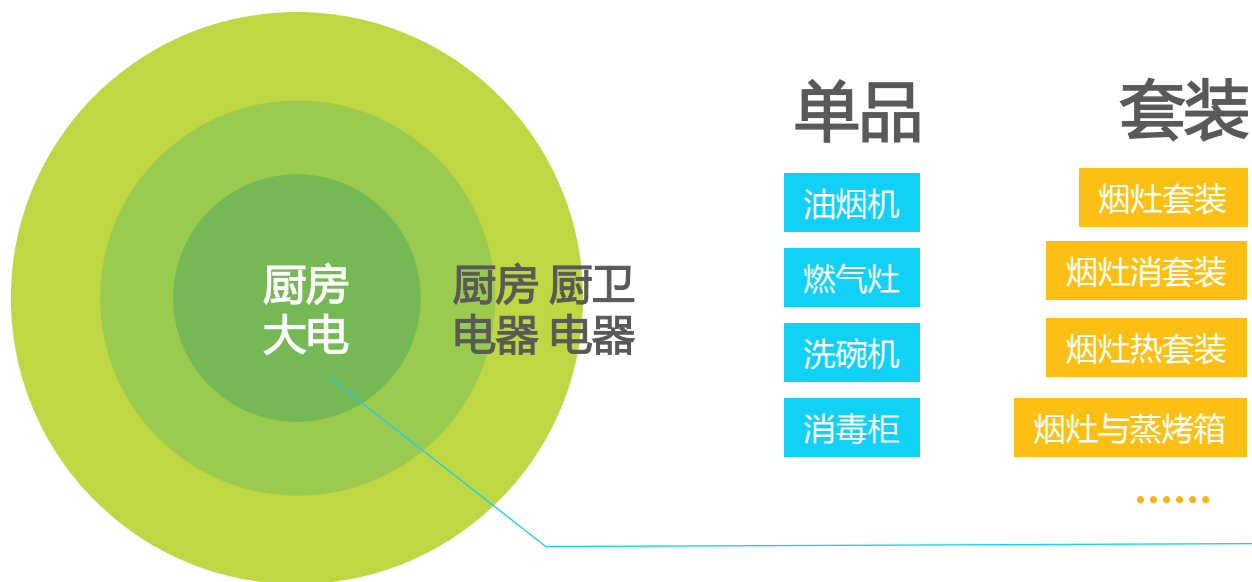 厨房
大电
厨房
电器
厨卫
电器
单品
油烟机
燃气灶
洗碗机
消毒柜
套装
烟灶套装
烟灶消套装
烟灶热套装
烟灶与蒸烤箱
……